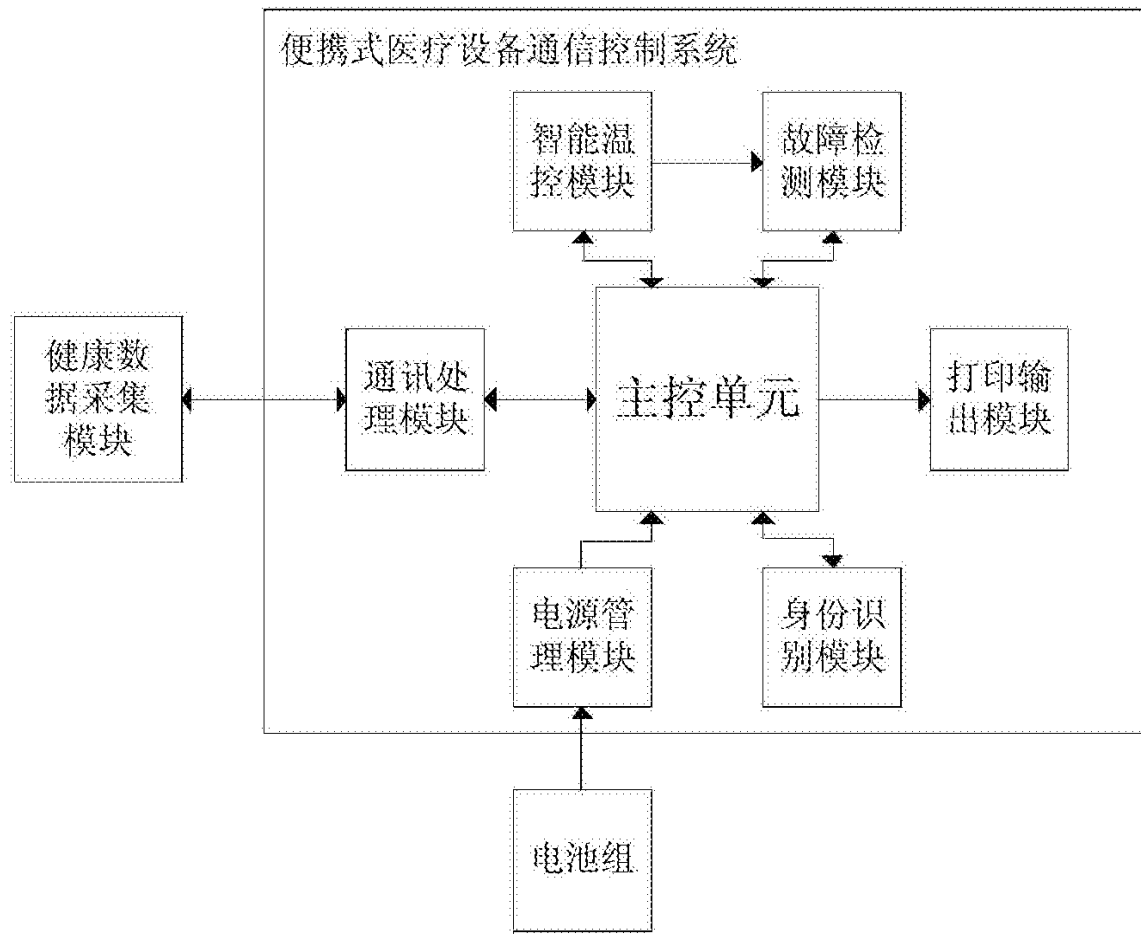 便携式医疗设备通信控制系统
智能温
控模块
故障检
测模块
健康数
据采集
模块
通讯处
理模块
主控单元
打印输
出模块
电源管
理模块
身份识
别模块
电池组